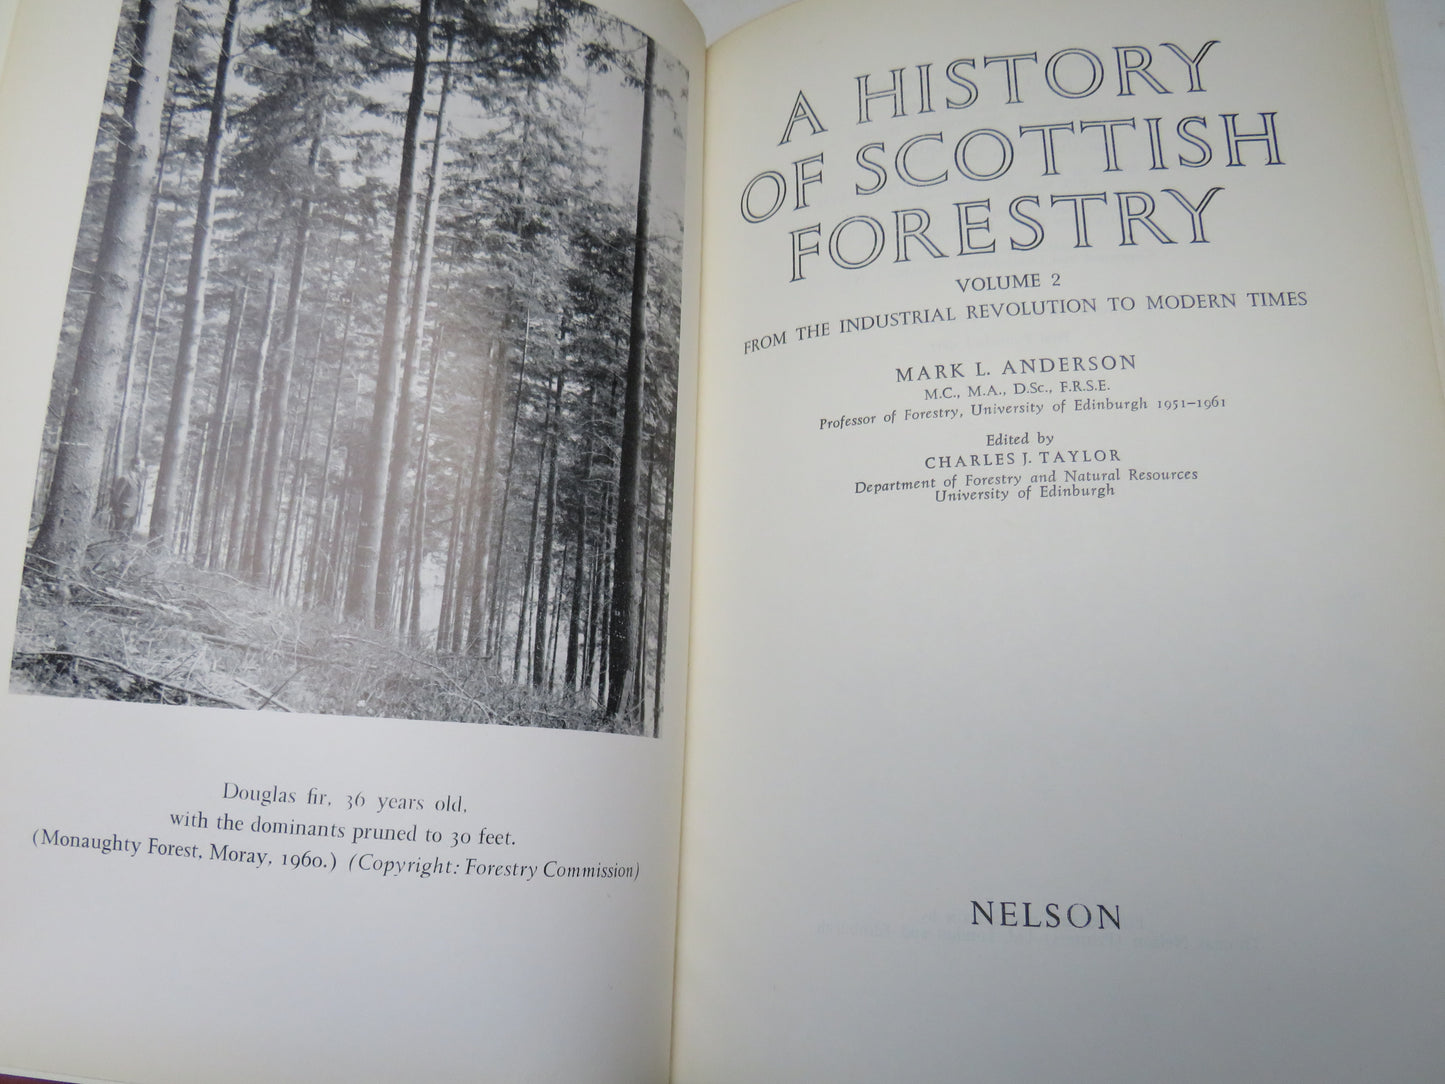 Douglas fir, 36 years old,
with the dominants pruned to 30 feet.
(Monaughty Forest, Moray, 1960.) (Copyright: Forestry Commission)
A HISTORY
OF SCOTTISH
FORESTRY
VOLUME 2
FROM THE INDUSTRIAL REVOLUTION TO MODERN TIMES
MARK L. ANDERSON
M.C., M.A., D.Sc., F.R.S.E.
Professor of Forestry, University of Edinburgh 1951–1961
Edited by
CHARLES J. TAYLOR
Department of Forestry and Natural Resources
University of Edinburgh
NELSON